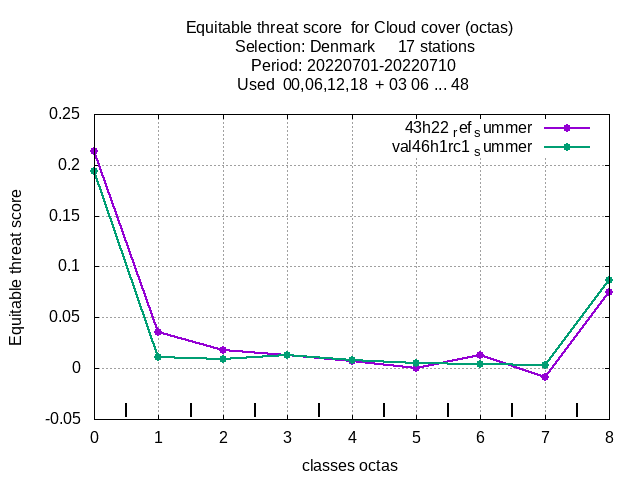 Equitable threat score  for Cloud cover (octas)
Selection: Denmark     17 stations
Period: 20220701-20220710
Used  00,06,12,18  + 03 06 ... 48
43h22 ref summer
val46h1rc1 summer
0.25
0.2
0.15
0.1
0.05
0
-0.05
Equitable threat score
0 1 2 3 4 5 6 7 8
classes octas